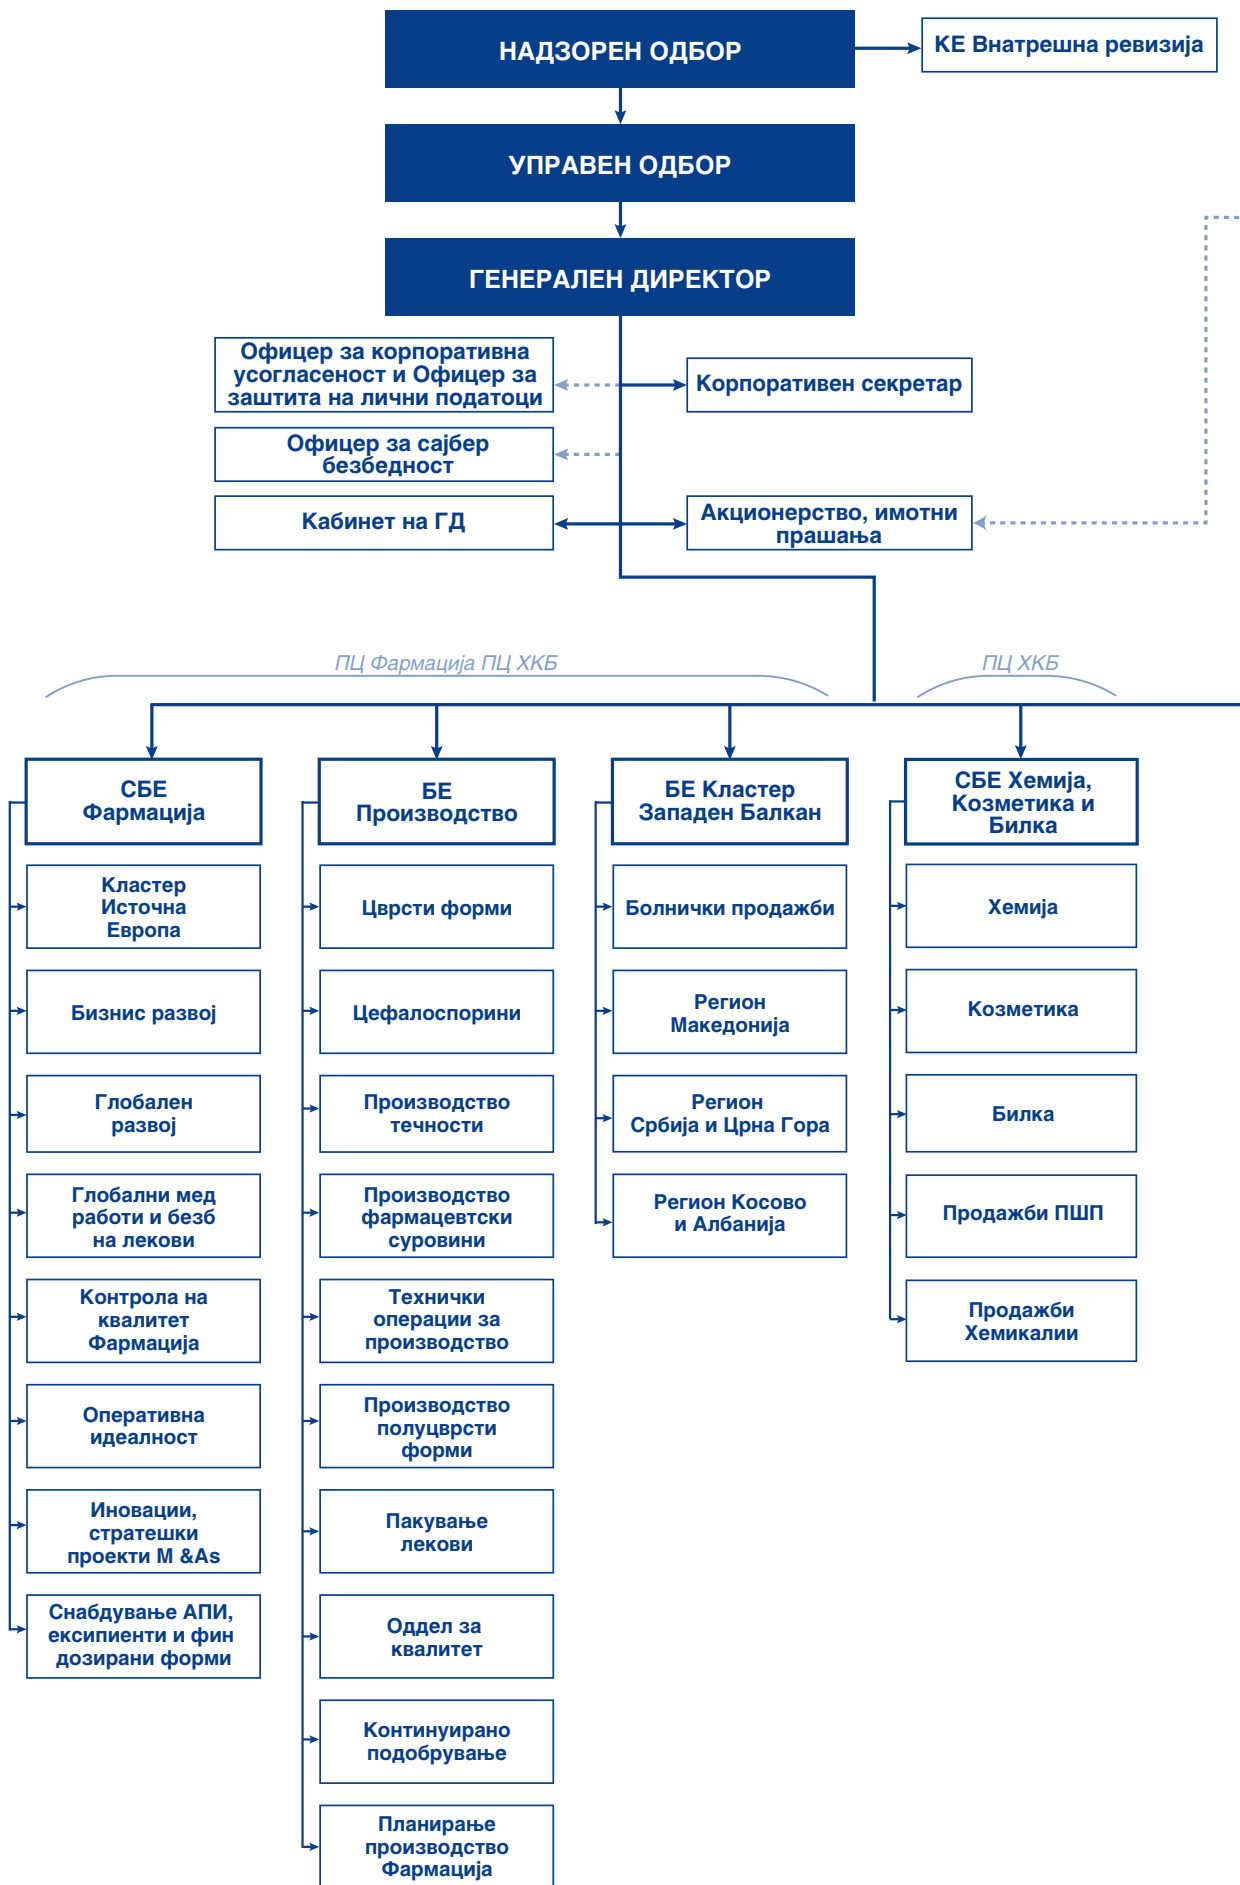 НАДЗОРЕН ОДБОР
КЕ Внатрешна ревизија
УПРАВЕН ОДБОР
ГЕНЕРАЛЕН ДИРЕКТОР
Офицер за корпоративна
усогласеност и Офицер за
заштита на лични податоци
Корпоративен секретар
Офицер за сајбер
безбедност
Кабинет на ГД
Акционерство, имотни
прашања
ПЦ Фармација ПЦ ХКБ
ПЦ ХКБ
СБЕ
Фармација
Кластер
Источна
Европа
Бизнис развој
Глобален
развој
Глобални мед
работи и безб
на лекови
Контрола на
квалитет
Фармација
Оперативна
идеалност
Иновации,
стратешки
проекти M &As
Снабдување АПИ,
ексипиенти и фин
дозирани форми
БЕ
Производство
Цврсти форми
Цефалоспорини
Производство
течности
Производство
фармацевтски
суровини
Технички
операции за
производство
Производство
полуцврсти
форми
Пакување
лекови
Оддел за
квалитет
Континуирано
подобрување
Планирање
производство
Фармација
БЕ Кластер
Западен Балкан
Болнички продажби
Регион
Македонија
Регион
Србија и Црна Гора
Регион Косово
и Албанија
СБЕ Хемија,
Козметика и
Билка
Хемија
Козметика
Билка
Продажби ПШП
Продажби
Хемикалии